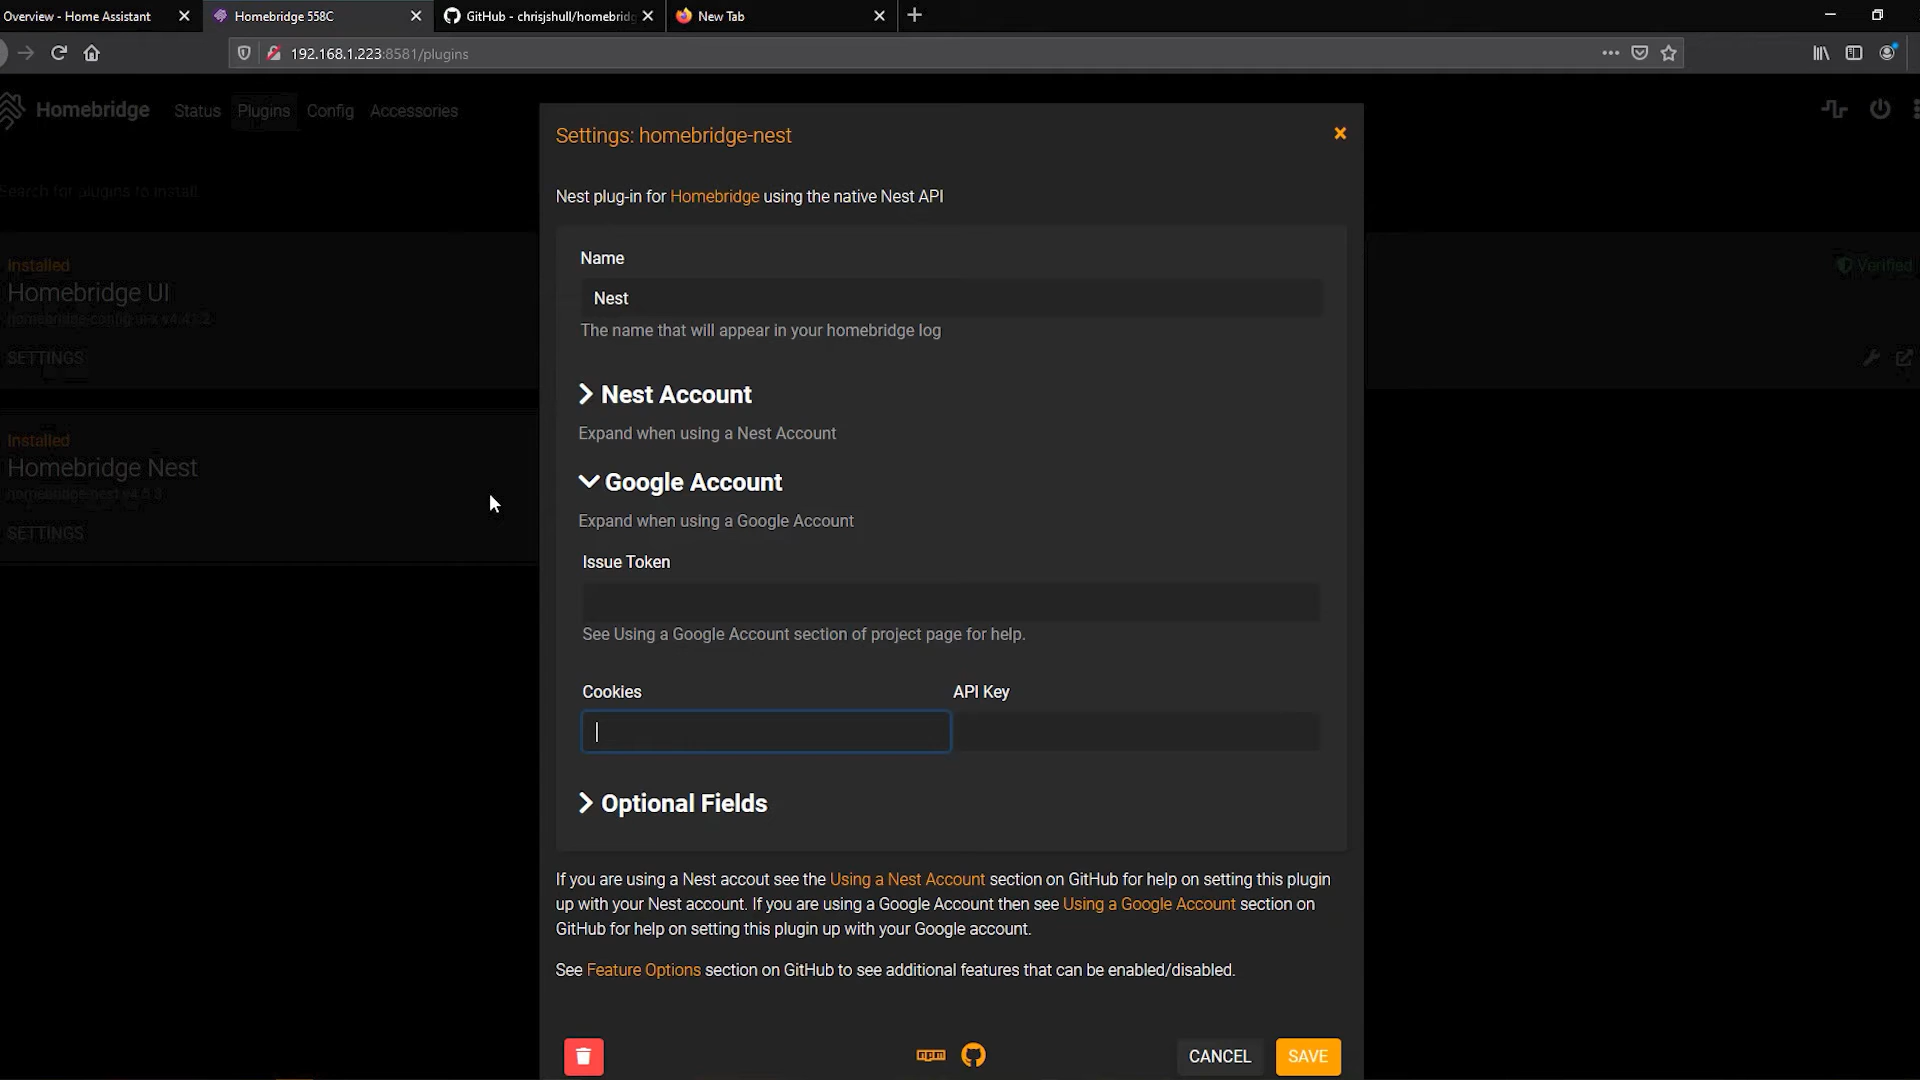 Overview - Home Assistant
Homebridge 558C
GitHub - chrisjshull/homebridg
New Tab
192.168.1.223:8581/plugins
Homebridge
Status
Plugins
Config
Accessories
Search for plugins to install
Installed
Homebridge UI
SETTINGS
Verified
Installed
Homebridge Nest
SETTINGS
Settings: homebridge-nest
Nest plug-in for Homebridge using the native Nest API
Name
Nest
The name that will appear in your homebridge log
Nest Account
Expand when using a Nest Account
Google Account
Expand when using a Google Account
Issue Token
See Using a Google Account section of project page for help.
Cookies
API Key
Optional Fields
If you are using a Nest accout see the Using a Nest Account section on GitHub for help on setting this plugin
up with your Nest account. If you are using a Google Account then see Using a Google Account section on
GitHub for help on setting this plugin up with your Google account.
See Feature Options section on GitHub to see additional features that can be enabled/disabled.
npm
CANCEL
SAVE